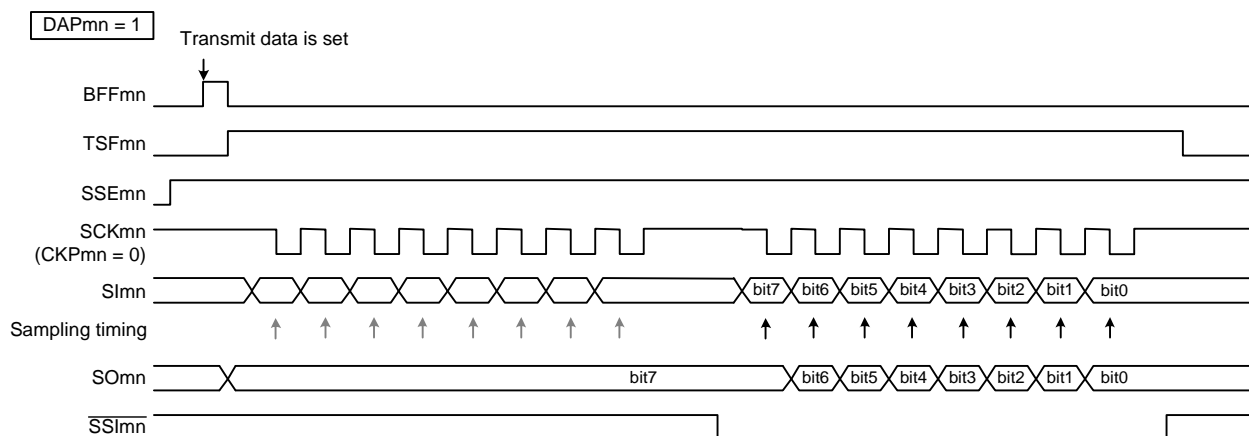 DAPmn = 1
Transmit data is set
BFFmn
TSFmn
SSEmn
SCKmn
(CKPmn = 0)
SImn
bit7 bit6 bit5 bit4 bit3 bit2 bit1 bit0
Sampling timing
SOmn
bit7 bit6 bit5 bit4 bit3 bit2 bit1 bit0
SSImn